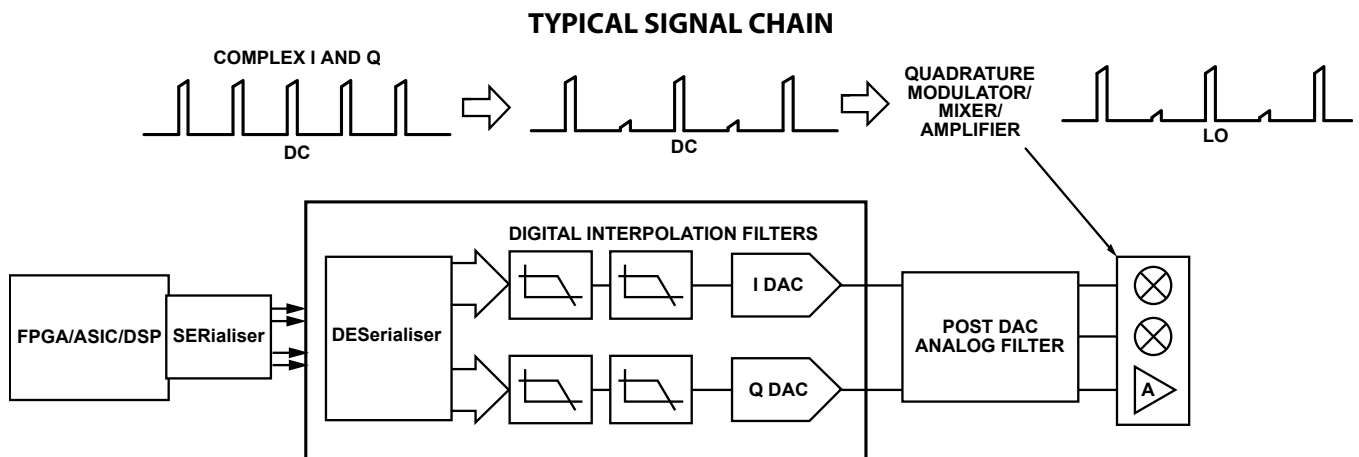 TYPICAL SIGNAL CHAIN
COMPLEX I AND Q
DC
DC
QUADRATURE
MODULATOR/
MIXER/
AMPLIFIER
LO
DIGITAL INTERPOLATION FILTERS
FPGA/ASIC/DSP
SERialiser
DESerialiser
I DAC
Q DAC
POST DAC
ANALOG FILTER
A